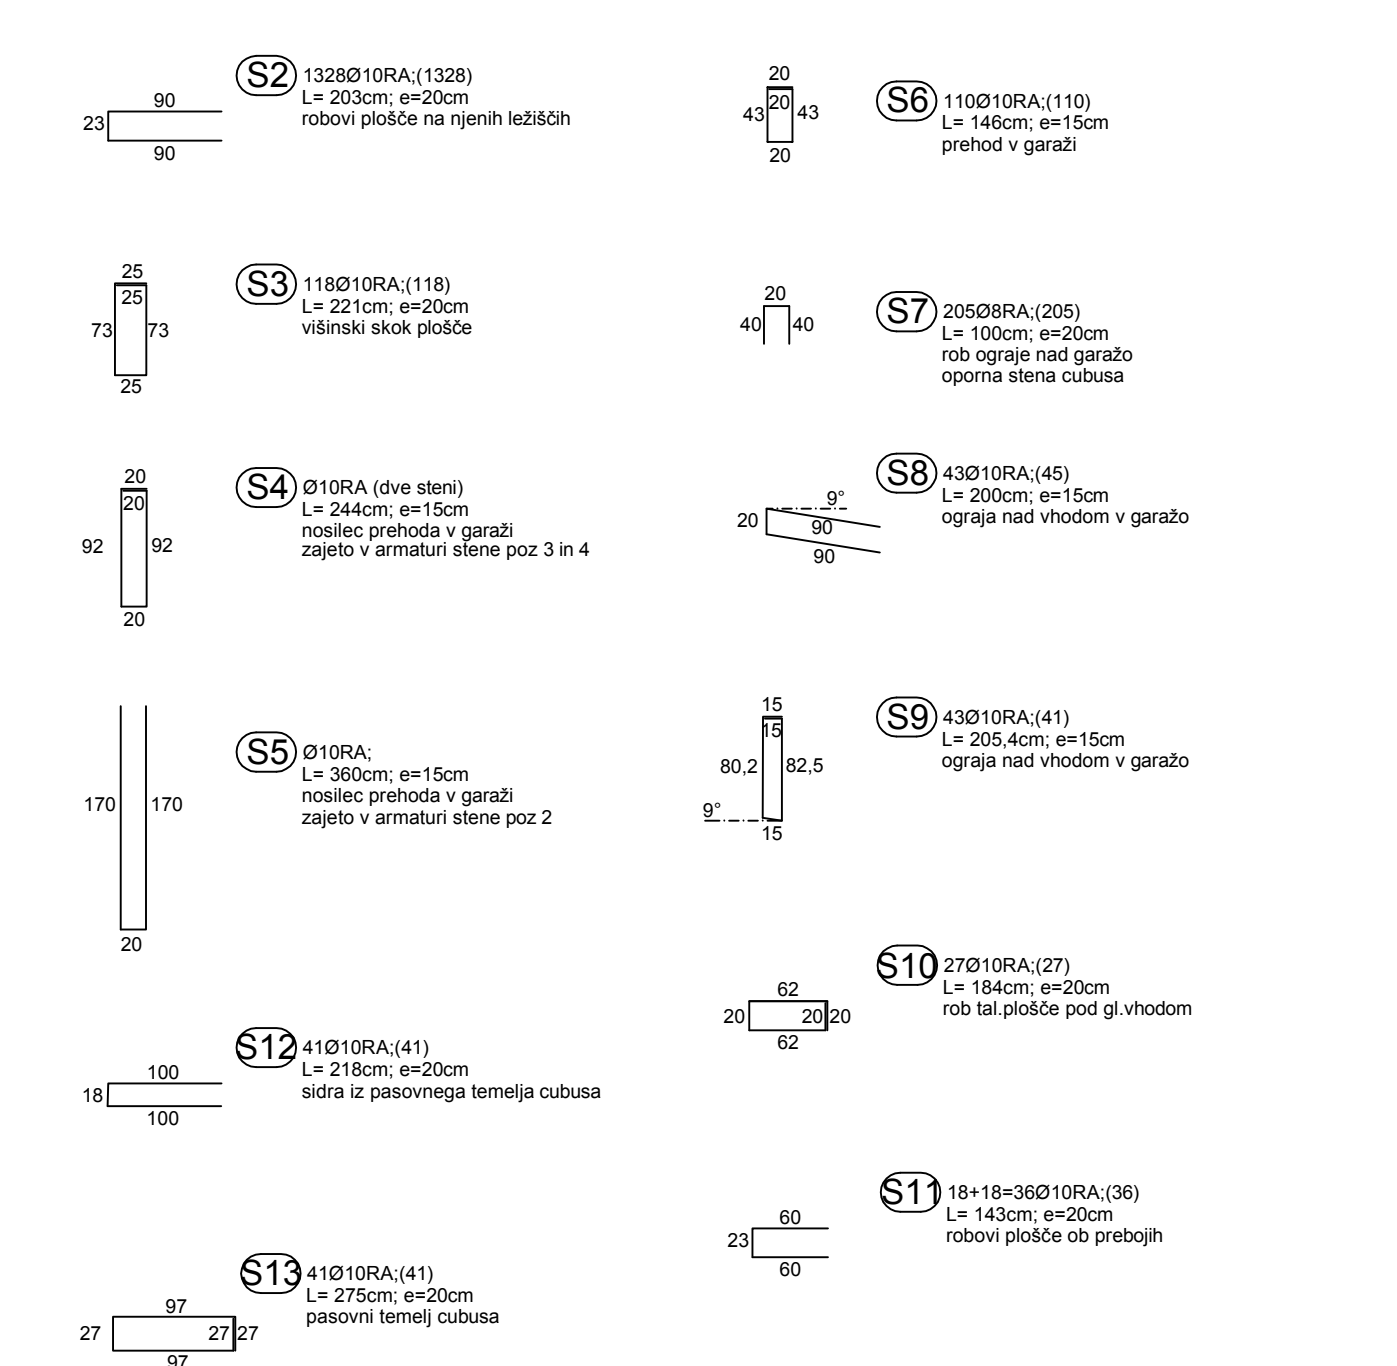 S2
1328Ø10RA;(1328)
L= 203cm; e=20cm
robovi plošče na njenih ležiščih
90
23
90
S3
118Ø10RA;(118)
L= 221cm; e=20cm
višinski skok plošče
25
25
73
73
25
S4
Ø10RA (dve steni)
L= 244cm; e=15cm
nosilec prehoda v garaži
zajeto v armaturi stene poz 3 in 4
20
20
92
92
20
S5
Ø10RA;
L= 360cm; e=15cm
nosilec prehoda v garaži
zajeto v armaturi stene poz 2
170
170
20
S12
41Ø10RA;(41)
L= 218cm; e=20cm
sidra iz pasovnega temelja cubusa
100
18
100
S13
41Ø10RA;(41)
L= 275cm; e=20cm
pasovni temelj cubusa
97
27
27
27
97
S6
110Ø10RA;(110)
L= 146cm; e=15cm
prehod v garaži
20
20
43
43
20
S7
205Ø8RA;(205)
L= 100cm; e=20cm
rob ograje nad garažo
oporna stena cubusa
20
40
40
S8
43Ø10RA;(45)
L= 200cm; e=15cm
ograja nad vhodom v garažo
9°
20
90
90
S9
43Ø10RA;(41)
L= 205,4cm; e=15cm
ograja nad vhodom v garažo
15
15
80,2
82,5
9°
15
S10
27Ø10RA;(27)
L= 184cm; e=20cm
rob tal.plošče pod gl.vhodom
62
20
20
20
62
S11
18+18=36Ø10RA;(36)
L= 143cm; e=20cm
robovi plošče ob prebojih
60
23
60